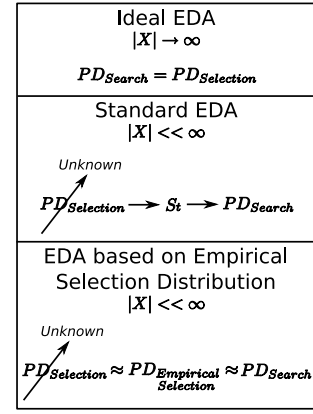 Ideal EDA
|X| → ∞
PD_Search = PD_Selection
Standard EDA
|X| << ∞
Unknown
PD_Selection → S_t → PD_Search
EDA based on Empirical
Selection Distribution
|X| << ∞
Unknown
PD_Selection ≈ PD_Empirical Selection ≈ PD_Search